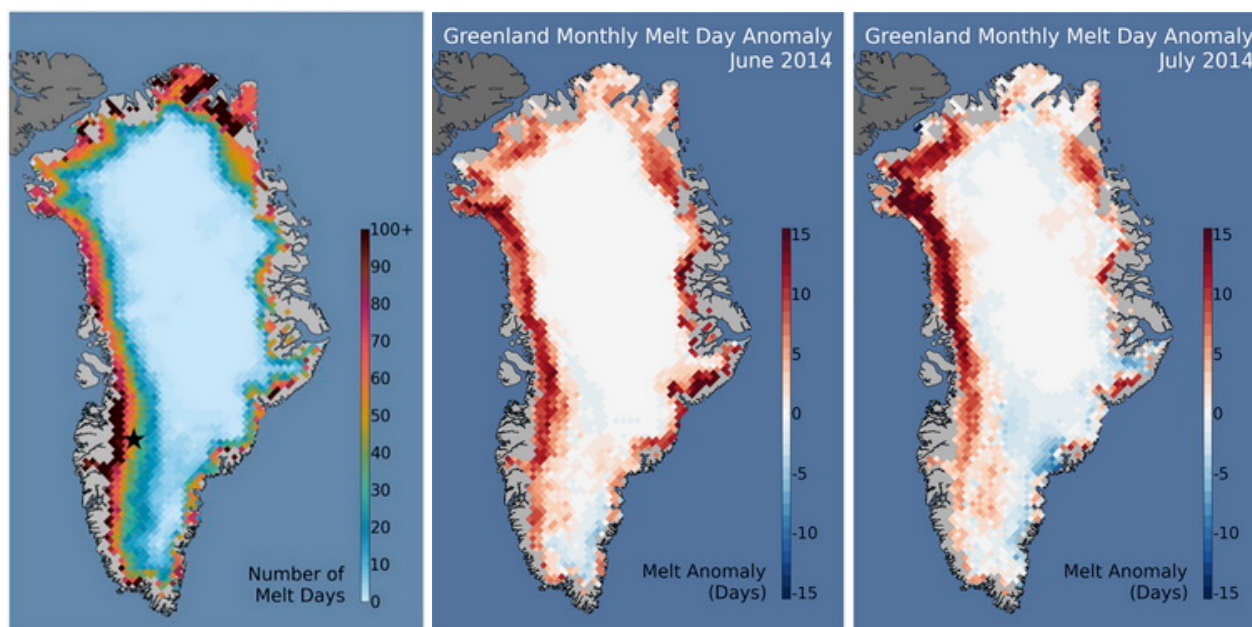 100+
90
80
70
60
50
40
30
20
10
0
Number of
Melt Days
Greenland Monthly Melt Day Anomaly
June 2014
15
10
5
0
-5
-10
-15
Melt Anomaly
(Days)
Greenland Monthly Melt Day Anomaly
July 2014
15
10
5
0
-5
-10
-15
Melt Anomaly
(Days)